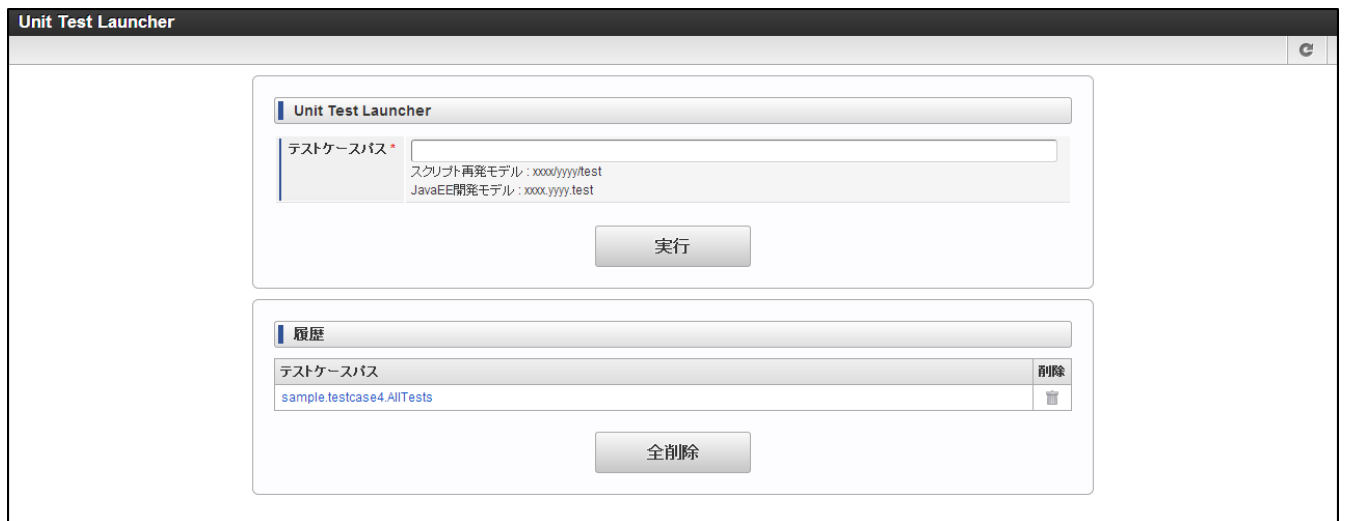 Unit Test Launcher
Unit Test Launcher
テストケースパス *
スクリプト再発モデル : xxxx/yyyy/test
JavaEE開発モデル : xxxx.yyyy.test
実行
履歴
テストケースパス 削除
sample.testcase4.AllTests
全削除